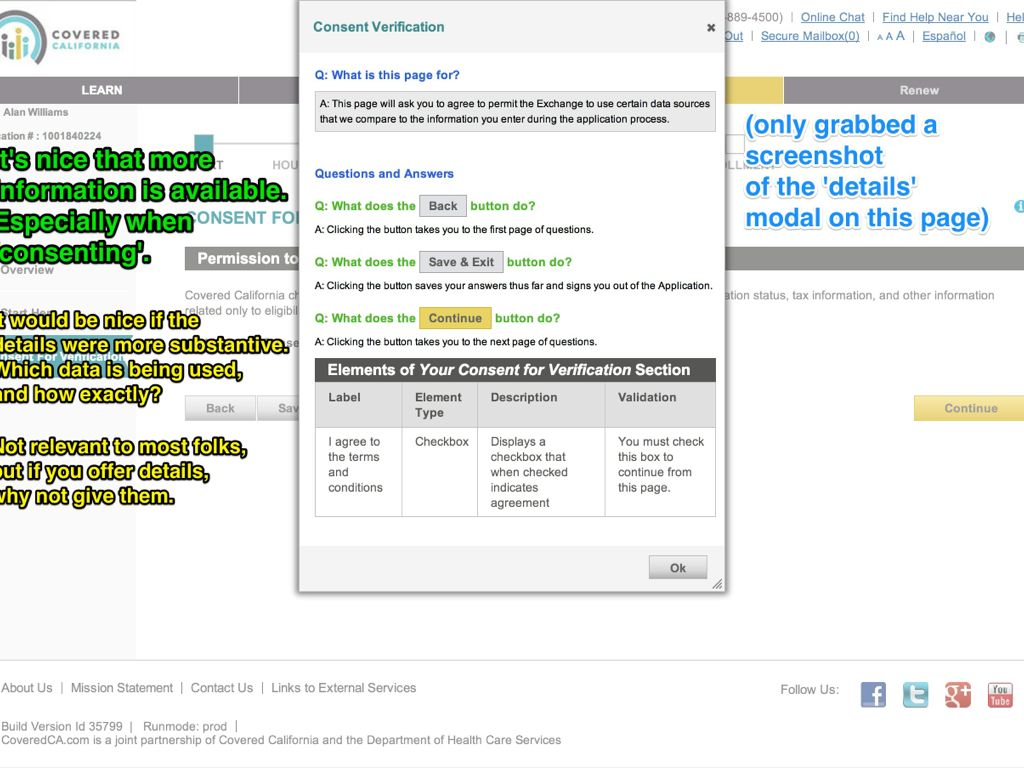 COVERED
CALIFORNIA
Consent Verification
-889-4500) | Online Chat | Find Help Near You |
Out | Secure Mailbox(0) | A A A | Español |
LEARN
Renew
Alan Williams
cation # : 1001840224
Q: What is this page for?
A: This page will ask you to agree to permit the Exchange to use certain data sources
that we compare to the information you enter during the application process.
(only grabbed a
screenshot
of the 'details'
modal on this page)
It's nice that more
information is available.
Especially when
'consenting'.
CONSENT FO
Permission to
Overview
Questions and Answers
Q: What does the Back button do?
A: Clicking the button takes you to the first page of questions.
Q: What does the Save & Exit button do?
A: Clicking the button saves your answers thus far and signs you out of the Application.
Q: What does the Continue button do?
A: Clicking the button takes you to the next page of questions.
Covered California
ation status, tax information, and other information
related only to
It would be nice if the
details were more substantive.
Which data is being used,
and how exactly?
Not relevant to most folks,
but if you offer details,
why not give them.
Back
Sav
Continue
Elements of Your Consent for Verification Section
Label
Element
Type
Description
Validation
I agree to
the terms
and
conditions
Checkbox
Displays a
checkbox that
when checked
indicates
agreement
You must check
this box to
continue from
this page.
Ok
About Us | Mission Statement | Contact Us | Links to External Services
Follow Us:
f
t
g+
You
Tube
Build Version Id 35799 | Runmode: prod |
CoveredCA.com is a joint partnership of Covered California and the Department of Health Care Services